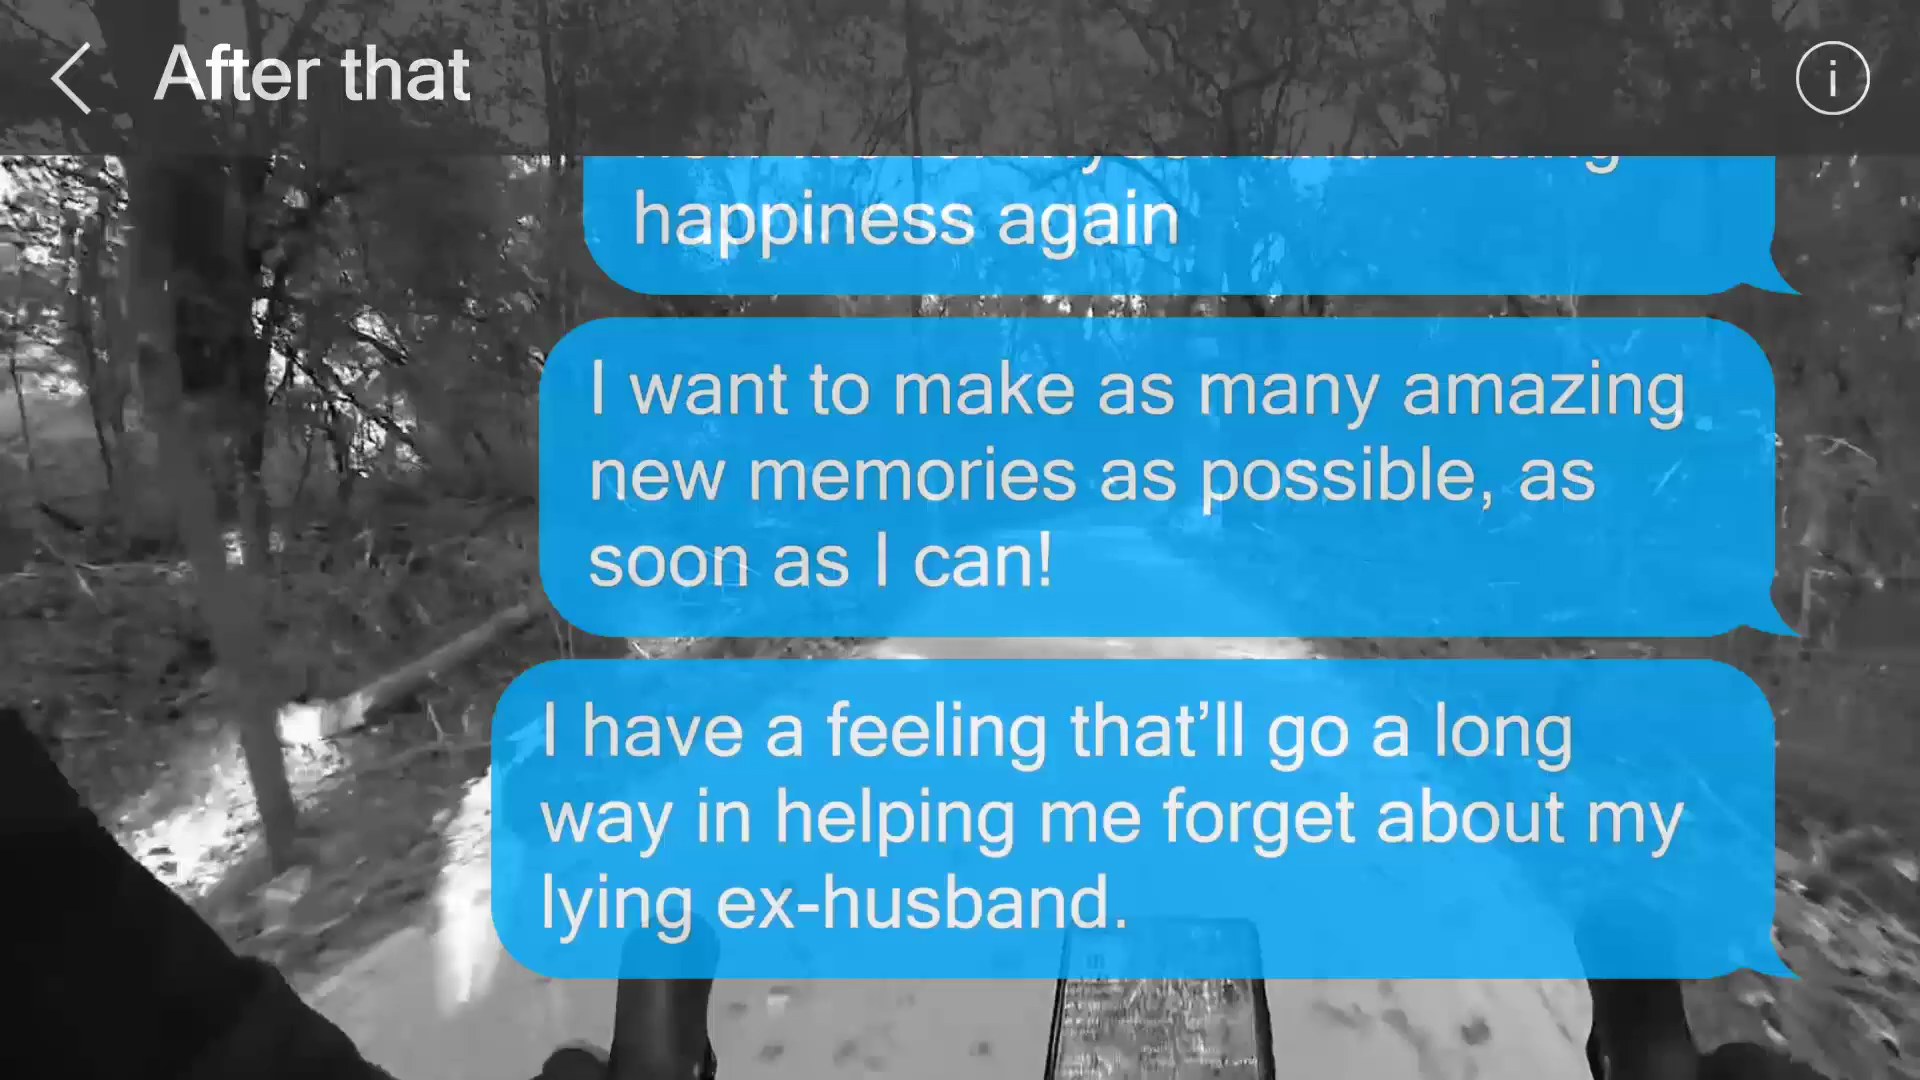 After that
happiness again
I want to make as many amazing
new memories as possible, as
soon as I can!
I have a feeling that’ll go a long
way in helping me forget about my
lying ex-husband.